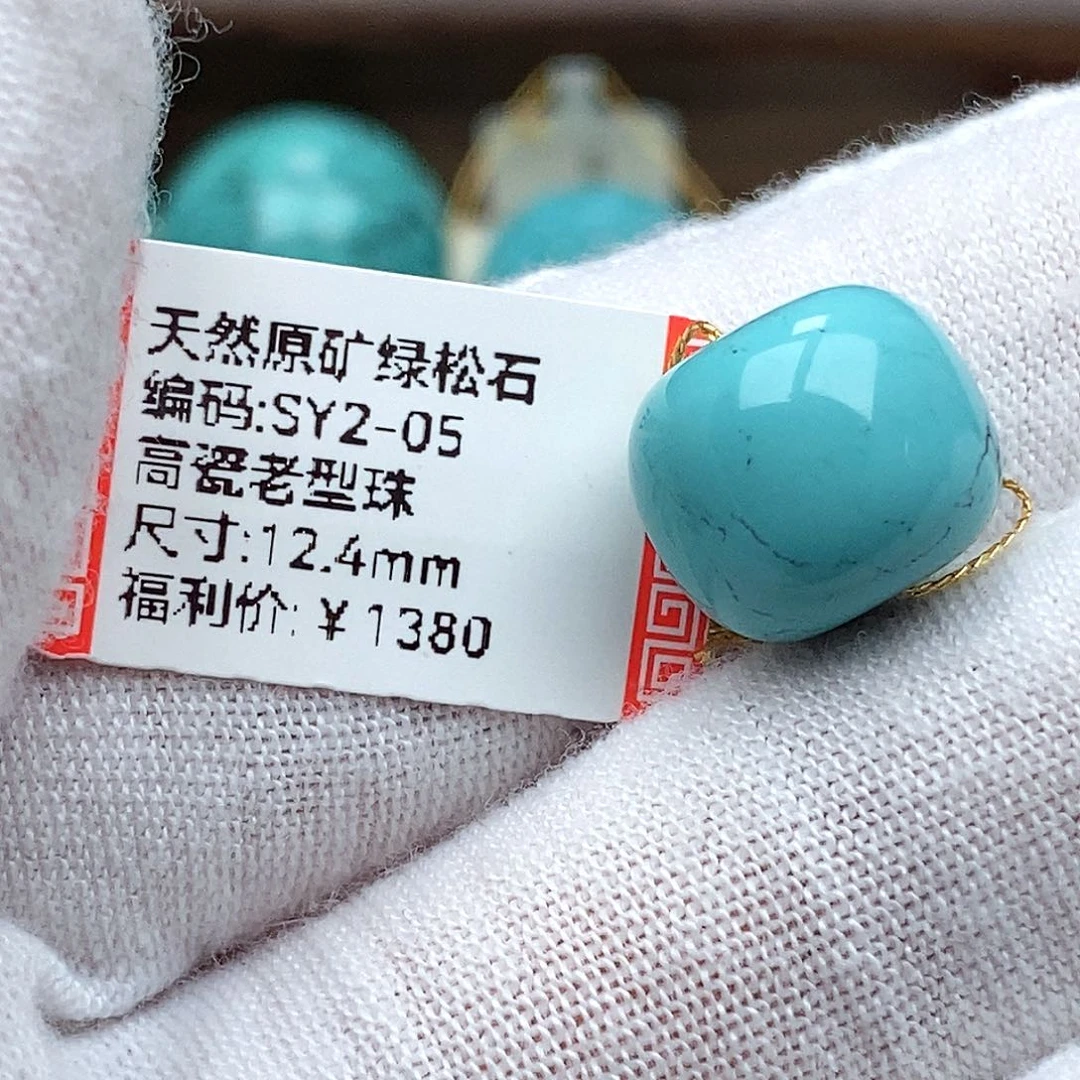 天然原矿绿松石
编码:SY2-05
高瓷老型珠
尺寸:12.4mm
福利价:￥1380